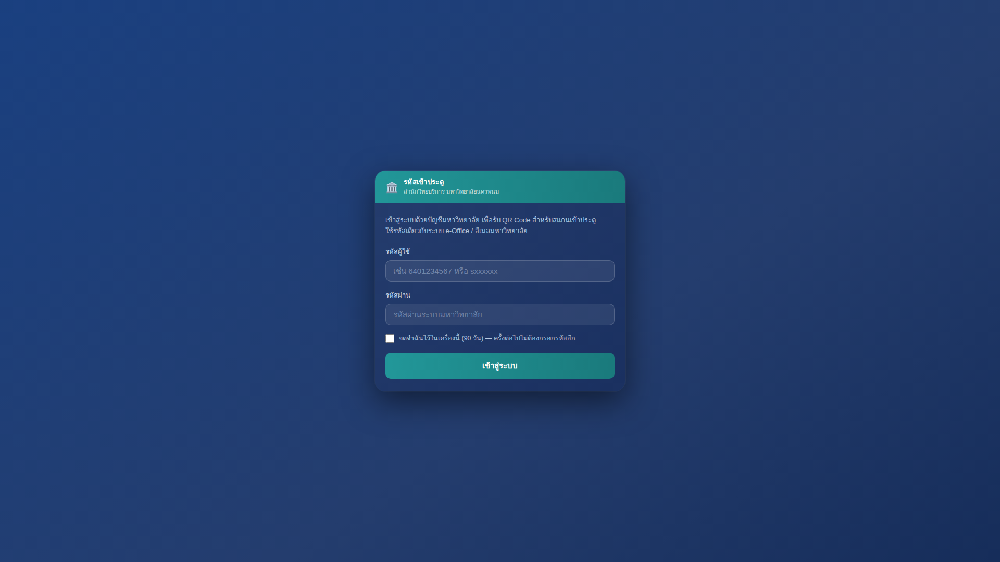 รหัสเข้าประตู
สำนักวิทยบริการ มหาวิทยาลัยนครพนม
เข้าสู่ระบบด้วยบัญชีมหาวิทยาลัย เพื่อรับ QR Code สำหรับสแกนเข้าประตู
ใช้รหัสเดียวกับระบบ e-Office / อีเมลมหาวิทยาลัย
รหัสผู้ใช้
เช่น 6401234567 หรือ sxxxxxx
รหัสผ่าน
รหัสผ่านระบบมหาวิทยาลัย
จดจำฉันไว้ในเครื่องนี้ (90 วัน) — ครั้งต่อไปไม่ต้องกรอกรหัสอีก
เข้าสู่ระบบ